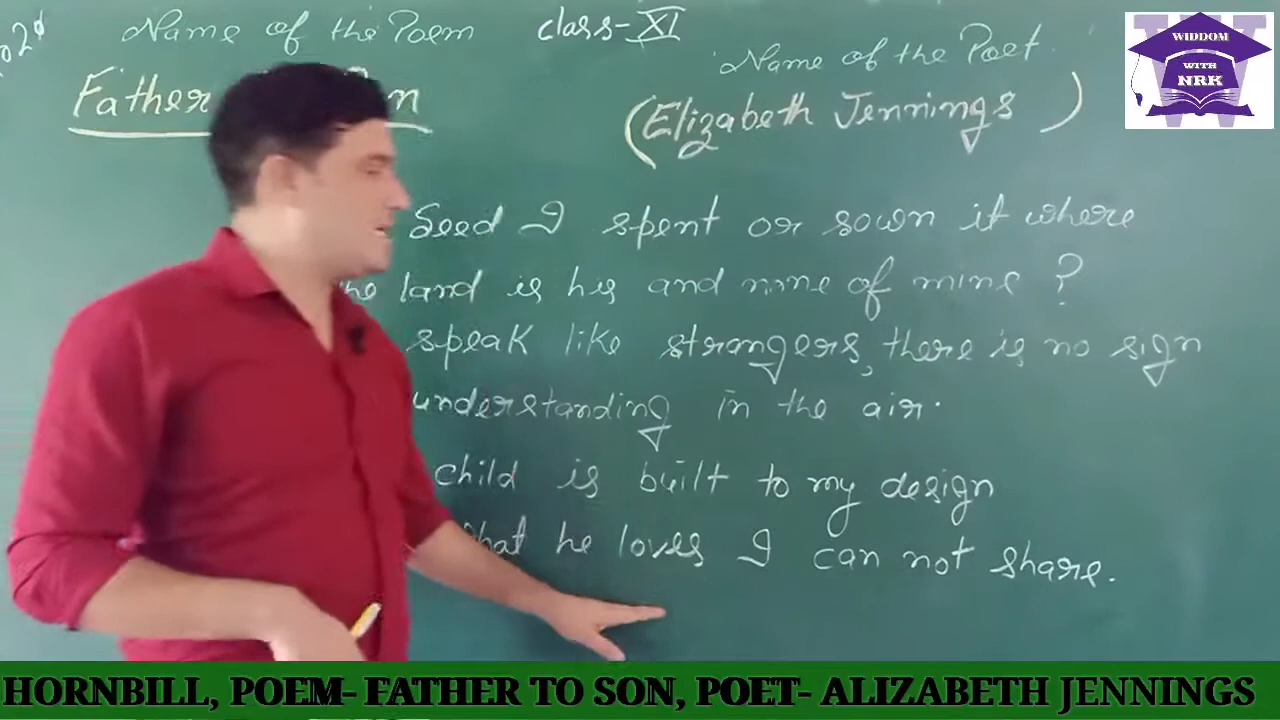 Name of the Poem class-XI
Name of the Poet
Father
(Elizabeth Jennings)
Seed I spent or sown it where
land is his and none of mine ?
speak like strangers, there is no sign
understanding in the air.
child is built to my design
he loves I can not share.
WIDDOM
WITH
NRK
HORNBILL, POEM- FATHER TO SON, POET- ALIZABETH JENNINGS